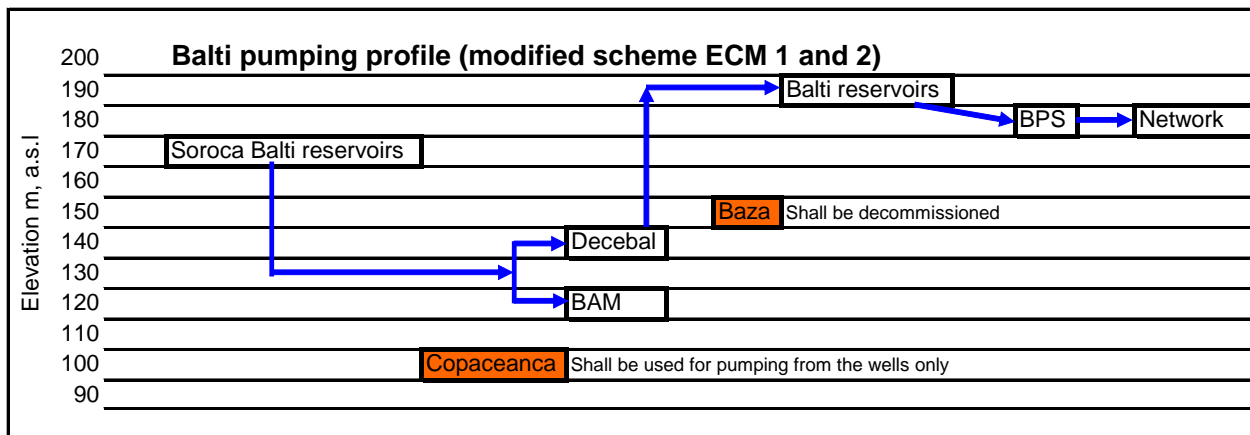 Balti pumping profile (modified scheme ECM 1 and 2)
Elevation m, a.s.l
200
190
180
170
160
150
140
130
120
110
100
90
Balti reservoirs
BPS
Network
Soroca Balti reservoirs
Baza
Shall be decommissoned
Decebal
BAM
Copaceanca
Shall be used for pumping from the wells only